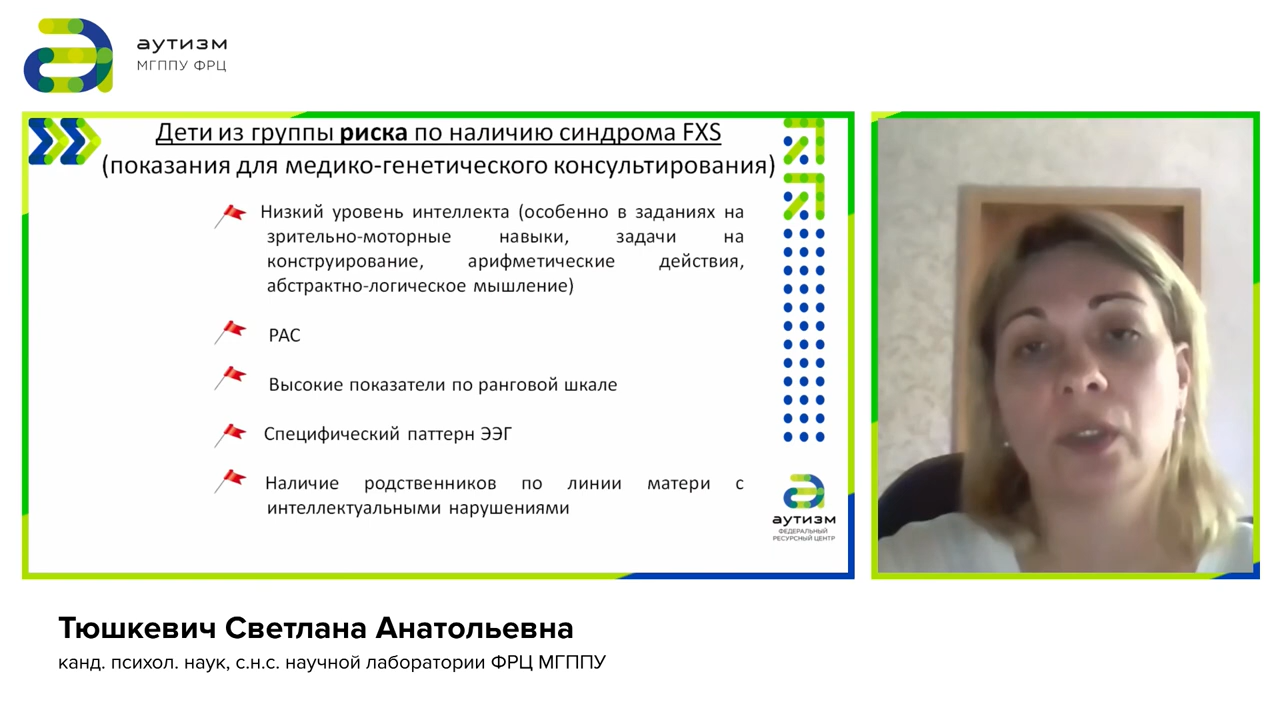 аутизм
МГППУ ФРЦ
Дети из группы риска по наличию синдрома FXS
(показания для медико-генетического консультирования)
Низкий уровень интеллекта (особенно в заданиях на
зрительно-моторные навыки, задачи на
конструирование, арифметические действия,
абстрактно-логическое мышление)
РАС
Высокие показатели по ранговой шкале
Специфический паттерн ЭЭГ
Наличие родственников по линии матери с
интеллектуальными нарушениями
аутизм
ФЕДЕРАЛЬНЫЙ
РЕСУРСНЫЙ ЦЕНТР
Тюшкевич Светлана Анатольевна
канд. психол. наук, с.н.с. научной лаборатории ФРЦ МГППУ